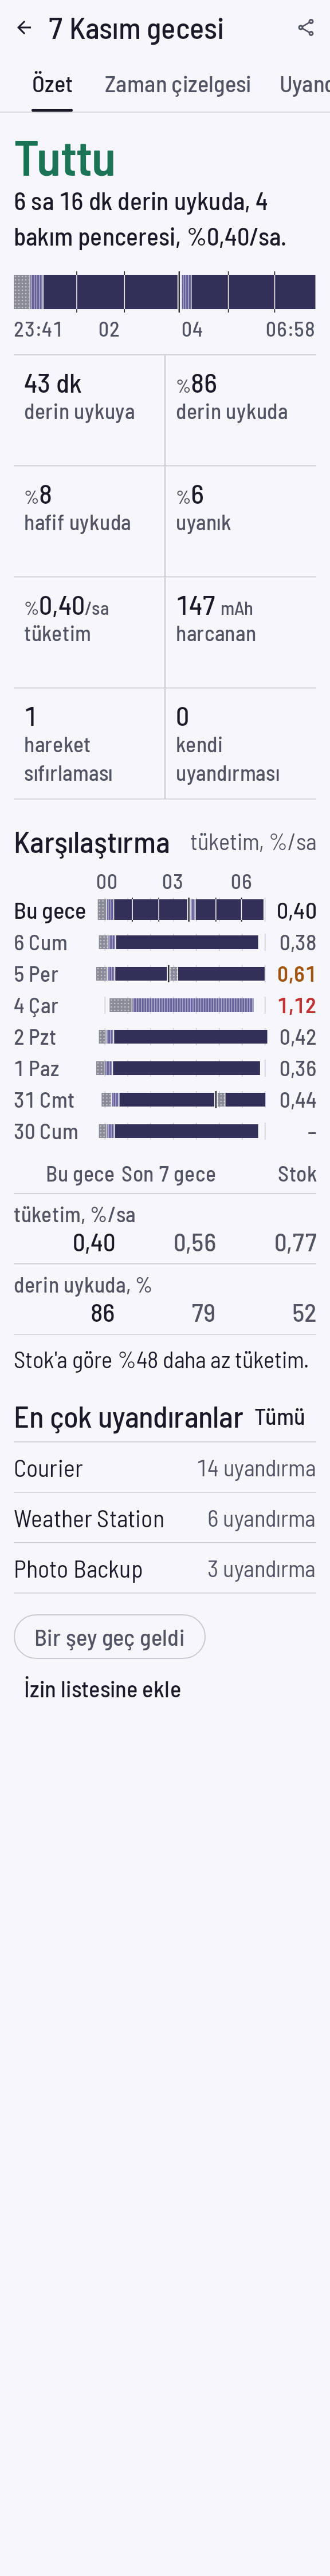 7 Kasım gecesi
Özet Zaman çizelgesi
Tuttu
6 sa 16 dk derin uykuda, 4
bakım penceresi, %0,40/sa.
23:41 02 04 06:58
43 dk %86
derin uykuya derin uykuda
%8 %6
hafif uykuda uyanık
%0,40/sa 147 mAh
tüketim harcanan
1 0
hareket kendi
sıfırlaması uyandırması
Karşılaştırma tüketim, %/sa
00 03 06
Bu gece 0,40
6 Cum 0,38
5 Per 0,61
4 Çar 1,12
2 Pzt 0,42
1 Paz 0,36
31 Cmt 0,44
30 Cum –
Bu gece Son 7 gece Stok
tüketim, %/sa
0,40 0,56 0,77
derin uykuda, %
86 79 52
Stok'a göre %48 daha az tüketim.
En çok uyandıranlar Tümü
Courier 14 uyandırma
Weather Station 6 uyandırma
Photo Backup 3 uyandırma
Bir şey geç geldi
İzin listesine ekle